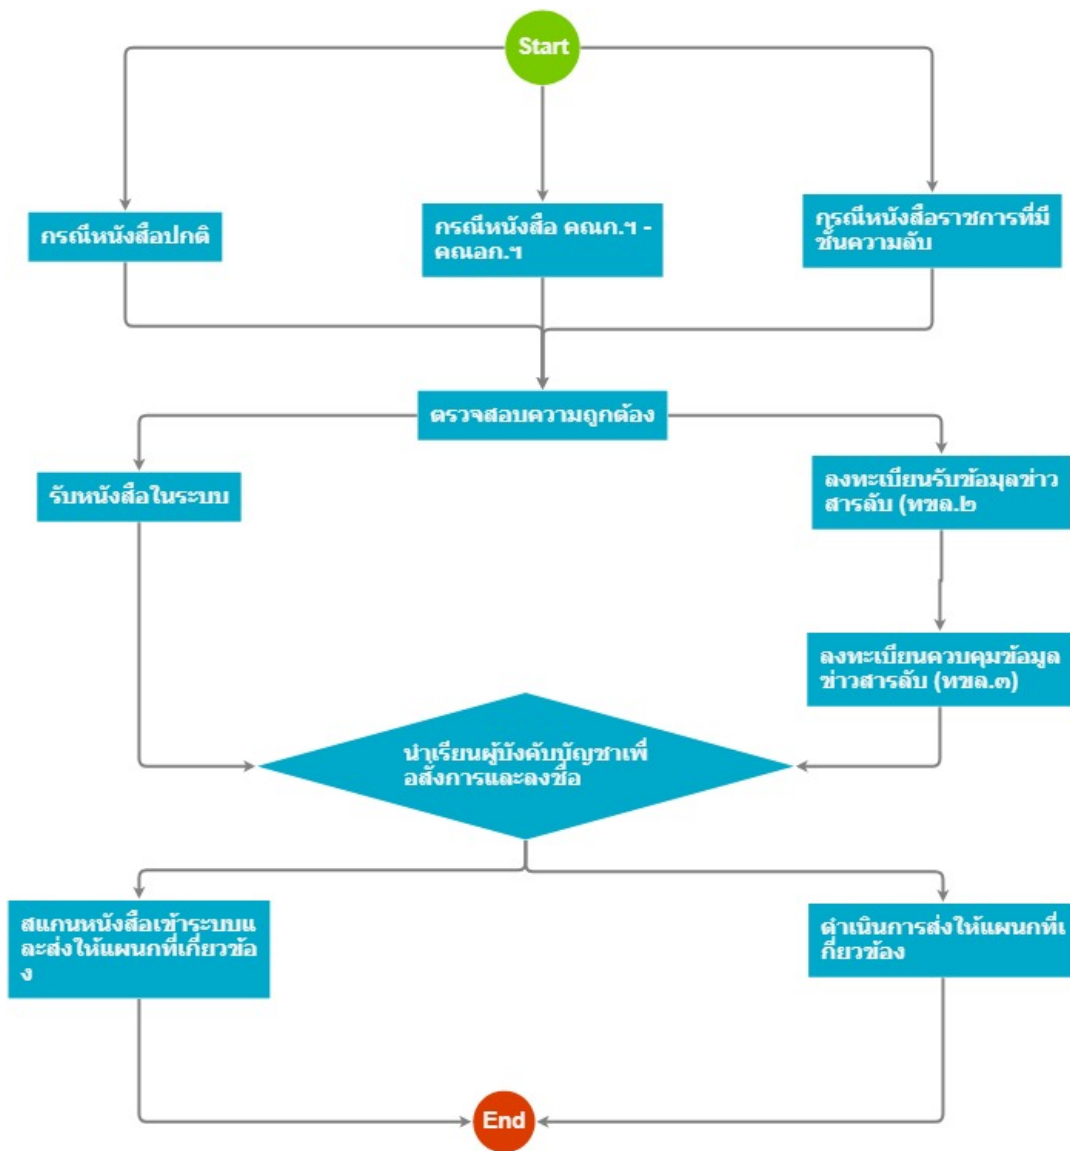 Start
กรณีหนังสือปกติ
กรณีหนังสือ คณก.ฯ -
คณอก.ฯ
กรณีหนังสือราชการที่มี
ชั้นความลับ
ตรวจสอบความถูกต้อง
รับหนังสือในระบบ
ลงทะเบียนรับข้อมูลข่าว
สารลับ (ทขล.๒
ลงทะเบียนควบคุมข้อมูล
ข่าวสารลับ (ทขล.๓)
นำเรียนผู้บังคับบัญชาเพื่
อสั่งการและลงชื่อ
สแกนหนังสือเข้าระบบแ
ละส่งให้แผนกที่เกี่ยวข้อ
ง
ดำเนินการส่งให้แผนกที่เ
กี่ยวข้อง
End